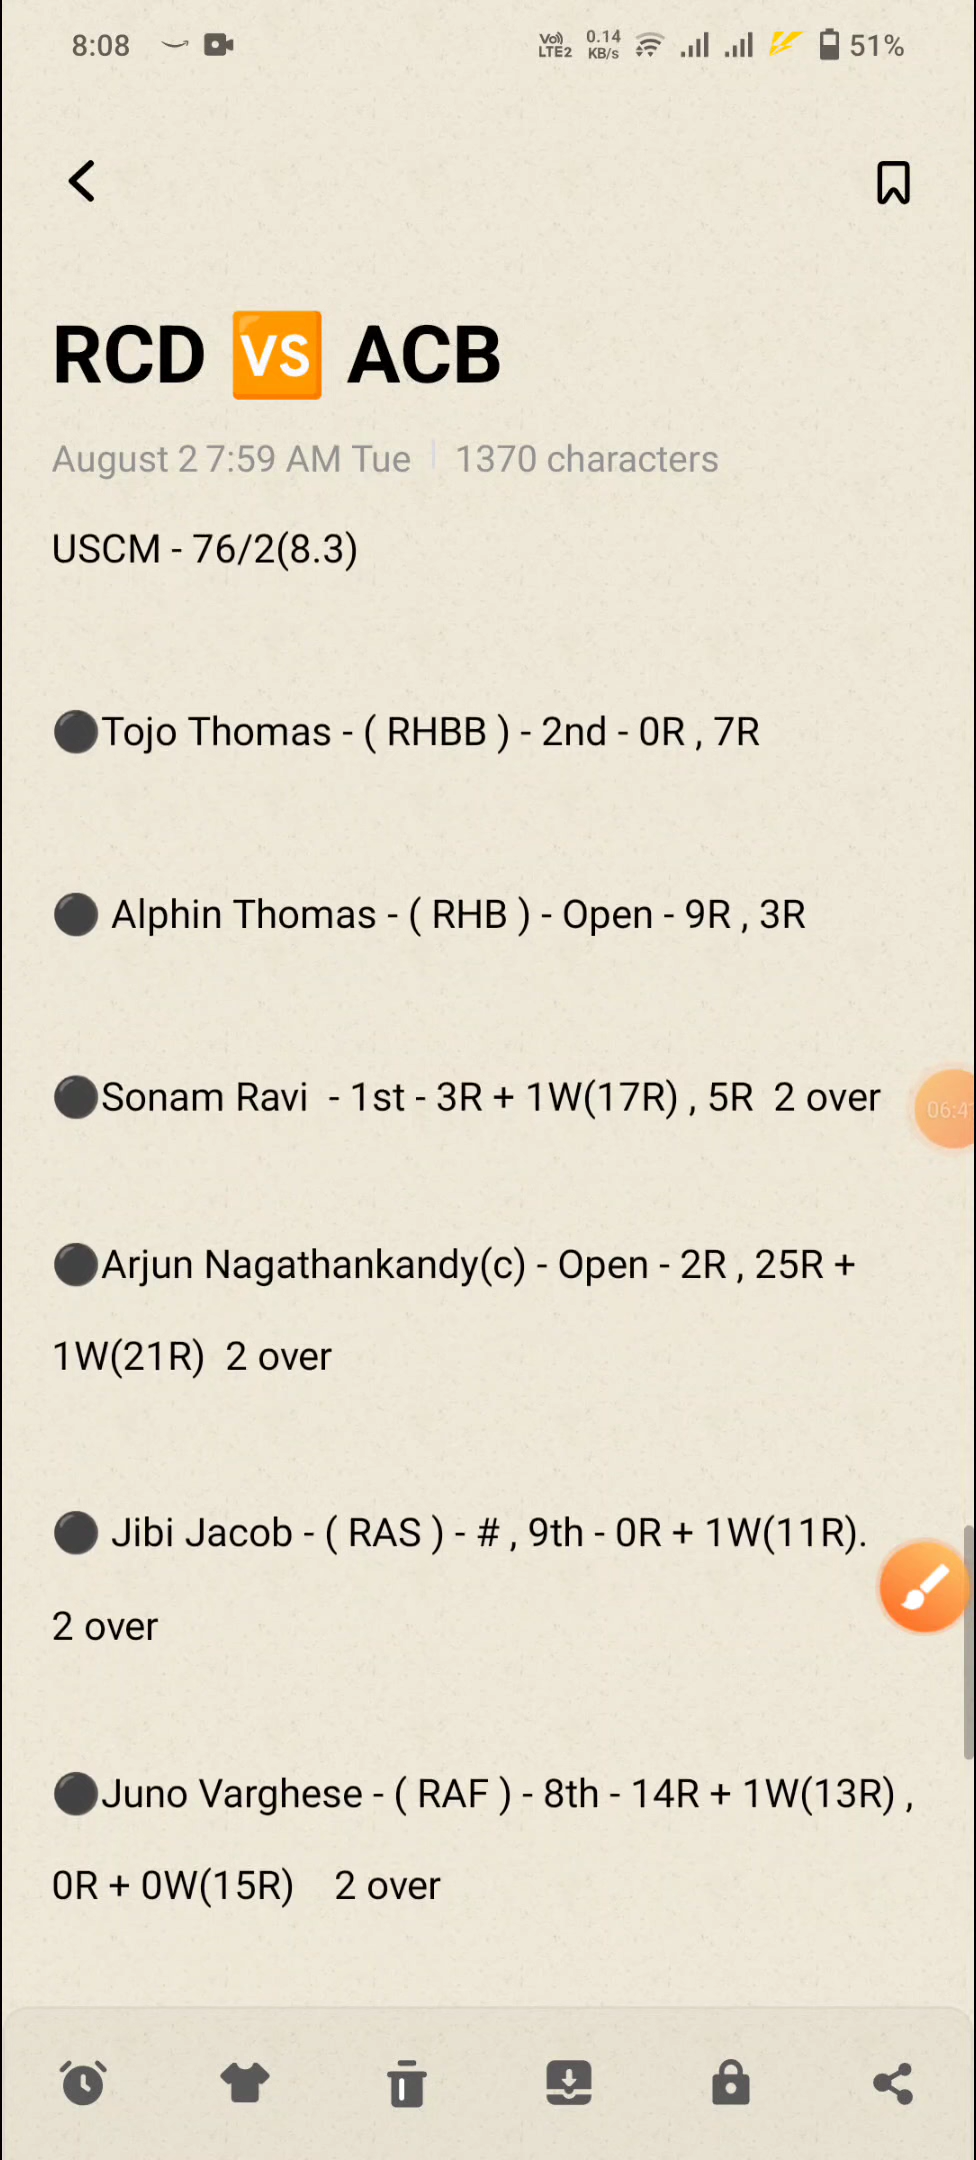 8:08
Vo) LTE2 0.14 KB/s 51%
RCD VS ACB
August 2 7:59 AM Tue | 1370 characters
USCM - 76/2(8.3)
Tojo Thomas - ( RHBB ) - 2nd - 0R , 7R
Alphin Thomas - ( RHB ) - Open - 9R , 3R
Sonam Ravi - 1st - 3R + 1W(17R) , 5R 2 over
Arjun Nagathankandy(c) - Open - 2R , 25R +
1W(21R) 2 over
Jibi Jacob - ( RAS ) - # , 9th - 0R + 1W(11R).
2 over
Juno Varghese - ( RAF ) - 8th - 14R + 1W(13R) ,
0R + 0W(15R) 2 over